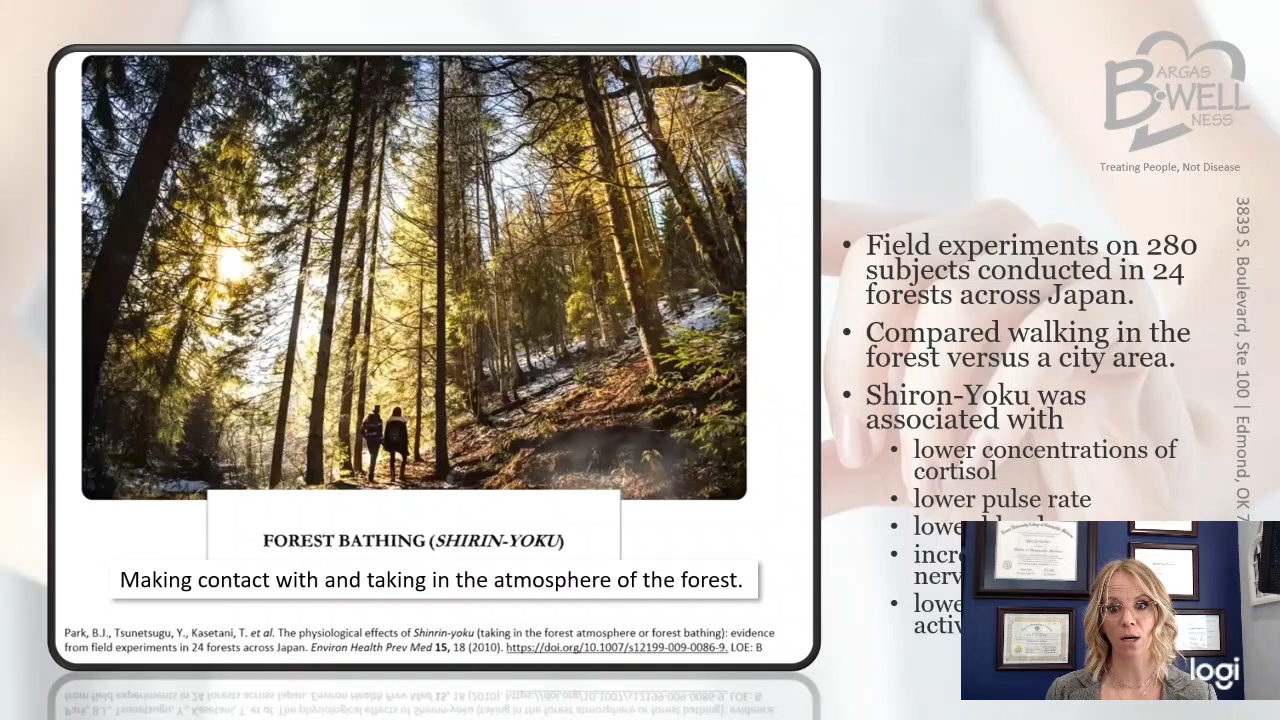 BARGAS
B WELL
NESS
Treating People, Not Disease
3839 S. Boulevard, Ste 100 | Edmond, OK 7
• Field experiments on 280
subjects conducted in 24
forests across Japan.
• Compared walking in the
forest versus a city area.
• Shiron-Yoku was
associated with
• lower concentrations of
cortisol
• lower pulse rate
FOREST BATHING (SHIRIN-YOKU)
Making contact with and taking in the atmosphere of the forest.
Park, B.J., Tsunetsugu, Y., Kasetani, T. et al. The physiological effects of Shinrin-yoku (taking in the forest atmosphere or forest bathing): evidence
from field experiments in 24 forests across Japan. Environ Health Prev Med 15, 18 (2010). https://doi.org/10.1007/s12199-009-0086-9. LOE: B
logi